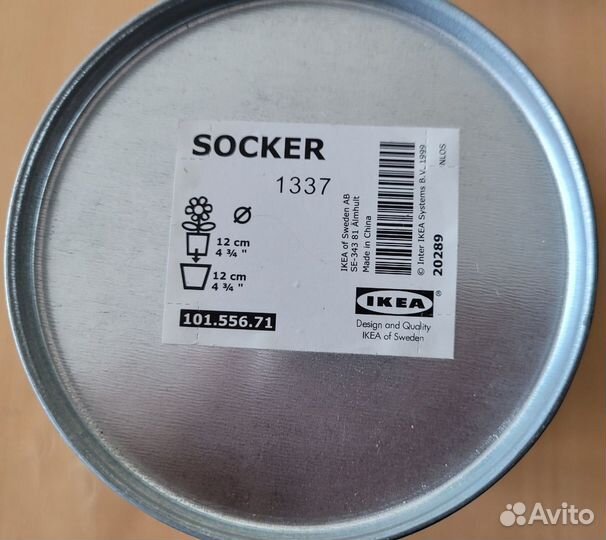 SOCKER
1337
12 cm
4 ¾ "
12 cm
4 ¾ "
101.556.71
IKEA of Sweden AB
SE-343 81 Älmhult
Made in China
© Inter IKEA Systems B.V. 1999
20289
INLOS
IKEA®
Design and Quality
IKEA of Sweden
Avito